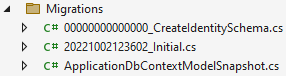 Migrations
C# 00000000000000_CreateIdentitySchema.cs
C# 20221002123602_Initial.cs
C# ApplicationDbContextModelSnapshot.cs